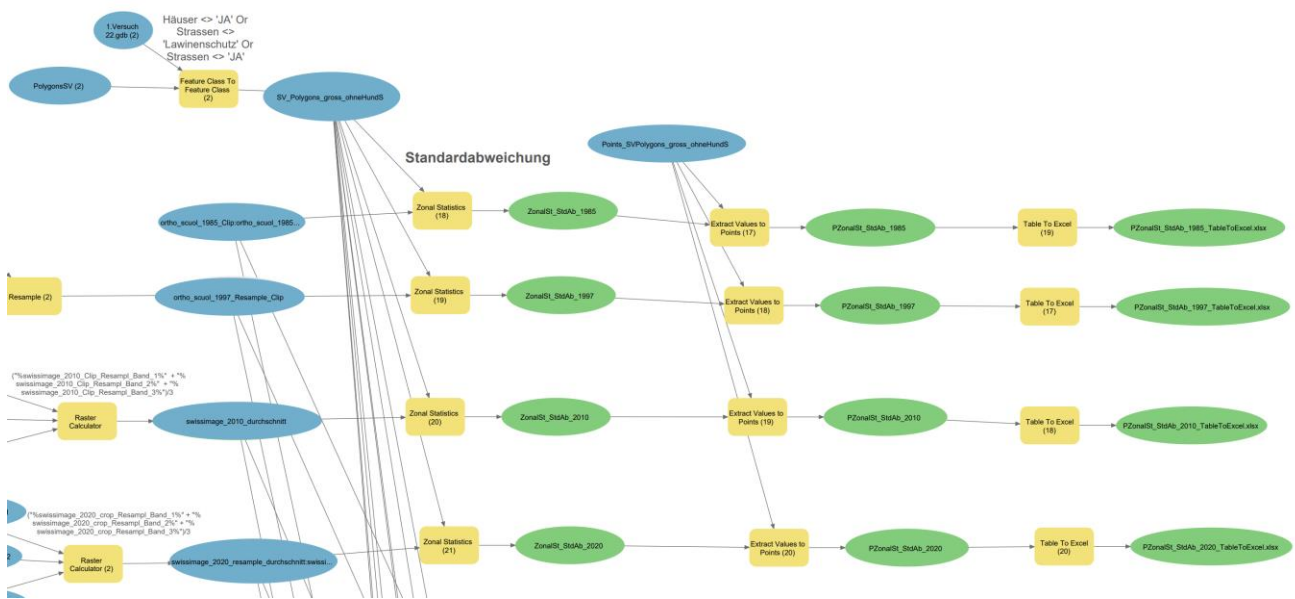 1.Versuch
22.gdb (2)
Häuser <> 'JA' Or
Strassen <>
'Lawinenschutz' Or
Strassen <> 'JA'
PolygonsSV (2)
Feature Class To
Feature Class
(2)
SV_Polygons_gross_ohneHundS
Points_SVPolygons_gross_ohneHundS
Standardabweichung
ortho_scuol_1985_Clip:ortho_scuol_1985...
Zonal Statistics
(18)
ZonalSt_StdAb_1985
Extract Values to
Points (17)
PZonalSt_StdAb_1985
Table To Excel
(19)
PZonalSt_StdAb_1985_TableToExcel.xlsx
Resample (2)
ortho_scuol_1997_Resample_Clip
Zonal Statistics
(19)
ZonalSt_StdAb_1997
Extract Values to
Points (18)
PZonalSt_StdAb_1997
Table To Excel
(17)
PZonalSt_StdAb_1997_TableToExcel.xlsx
("%swissimage_2010_Clip_Resampl_Band_1%" + "%
swissimage_2010_Clip_Resampl_Band_2%" + "%
swissimage_2010_Clip_Resampl_Band_3%")/3
Raster
Calculator
swissimage_2010_durchschnitt
Zonal Statistics
(20)
ZonalSt_StdAb_2010
Extract Values to
Points (19)
PZonalSt_StdAb_2010
Table To Excel
(18)
PZonalSt_StdAb_2010_TableToExcel.xlsx
("%swissimage_2020_crop_Resampl_Band_1%" + "%
swissimage_2020_crop_Resampl_Band_2%" + "%
swissimage_2020_crop_Resampl_Band_3%")/3
2
Raster
Calculator (2)
swissimage_2020_resample_durchschnitt:swissi...
Zonal Statistics
(21)
ZonalSt_StdAb_2020
Extract Values to
Points (20)
PZonalSt_StdAb_2020
Table To Excel
(20)
PZonalSt_StdAb_2020_TableToExcel.xlsx